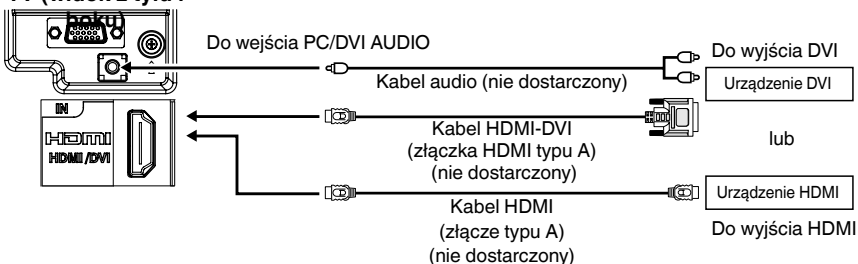 boku)
Do wejścia PC/DVI AUDIO
Kabel audio (nie dostarczony)
Do wyjścia DVI
Urządzenie DVI
IN
HDMI
HDMI /DVI
Kabel HDMI-DVI
(złączka HDMI typu A)
(nie dostarczony)
lub
Kabel HDMI
(złącze typu A)
(nie dostarczony)
Urządzenie HDMI
Do wyjścia HDMI